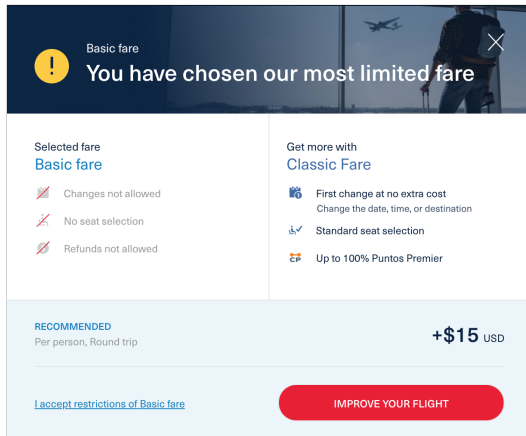 Basic fare
You have chosen our most limited fare
Selected fare
Basic fare
Changes not allowed
No seat selection
Refunds not allowed
Get more with
Classic Fare
First change at no extra cost
Change the date, time, or destination
Standard seat selection
CP
Up to 100% Puntos Premier
RECOMMENDED
Per person, Round trip
+$15 USD
I accept restrictions of Basic fare
IMPROVE YOUR FLIGHT